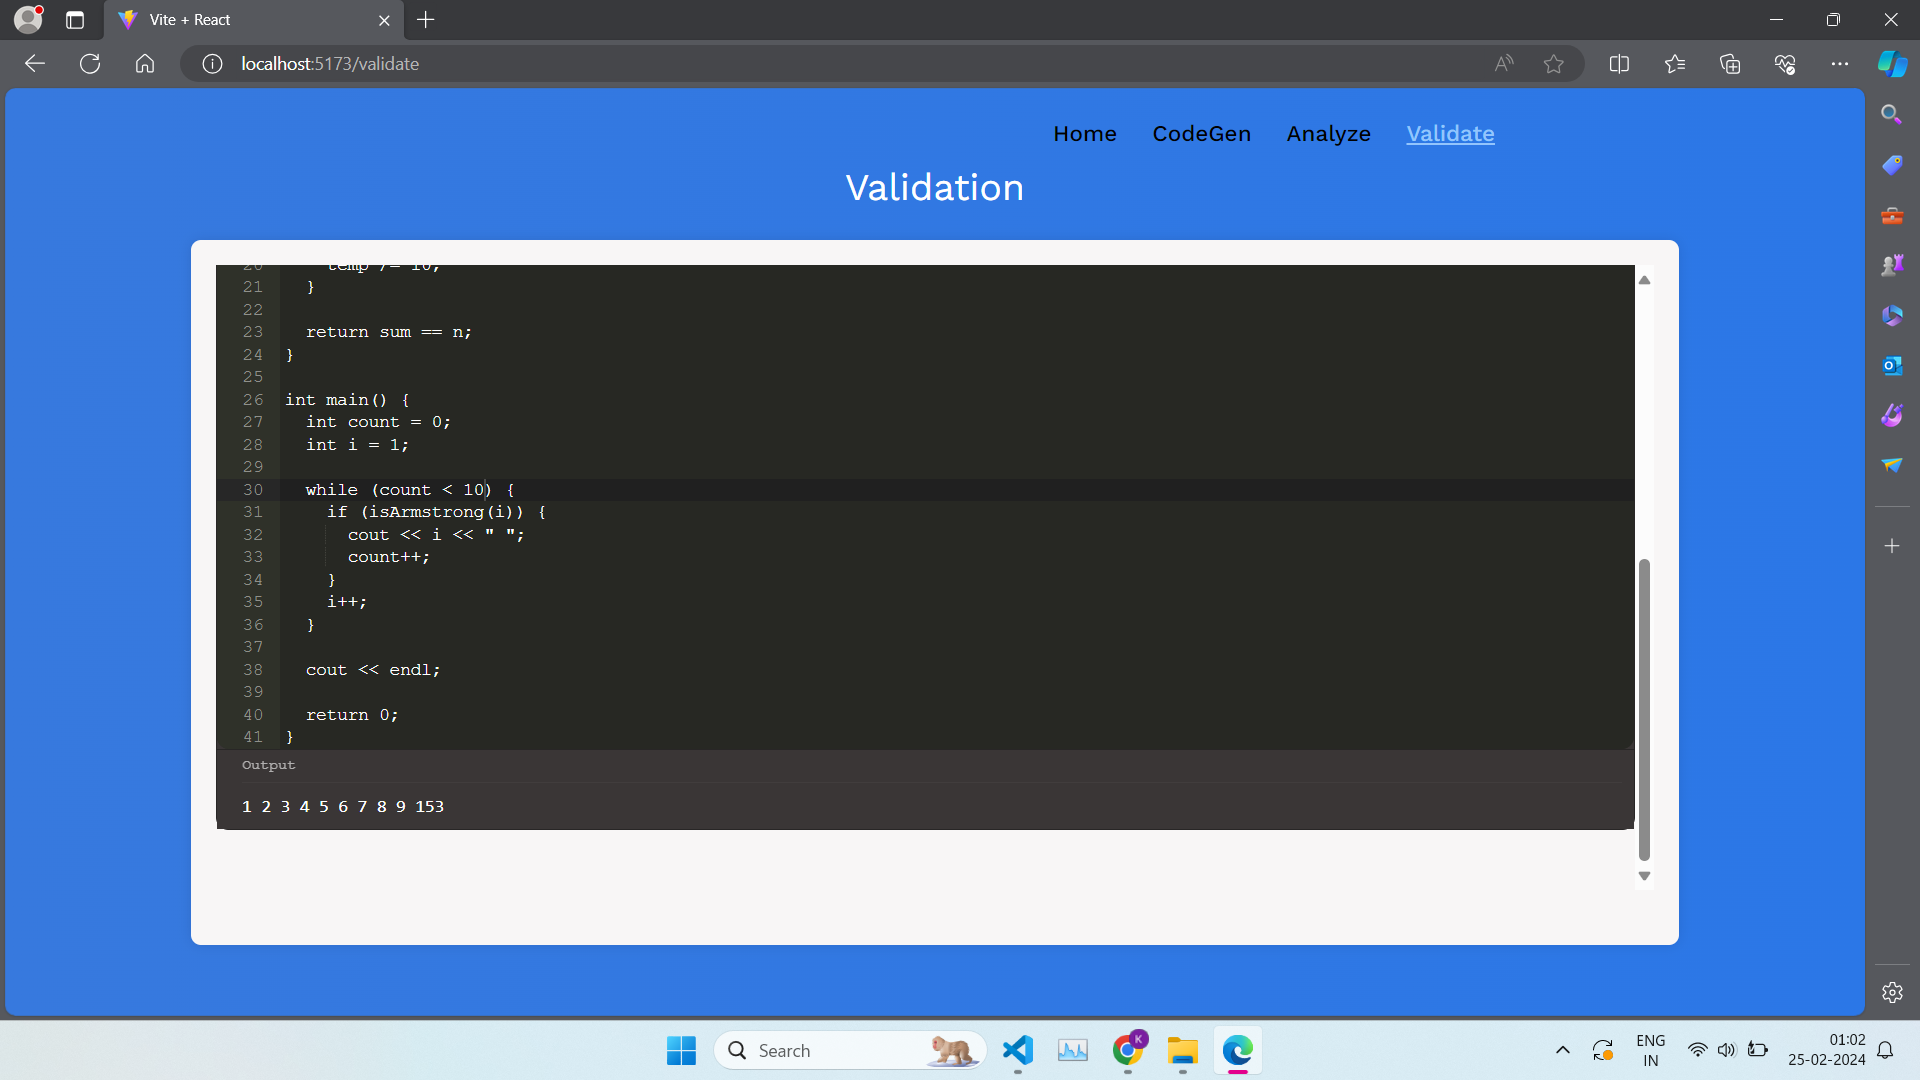 Vite + React
localhost:5173/validate
Home CodeGen Analyze Validate
Validation
20 temp /= 10;
21 }
22
23 return sum == n;
24 }
25
26 int main() {
27 int count = 0;
28 int i = 1;
29
30 while (count < 10) {
31 if (isArmstrong(i)) {
32 cout << i << " ";
33 count++;
34 }
35 i++;
36 }
37
38 cout << endl;
39
40 return 0;
41 }
Output
1 2 3 4 5 6 7 8 9 153
Search
K
ENG
IN
01:02
25-02-2024